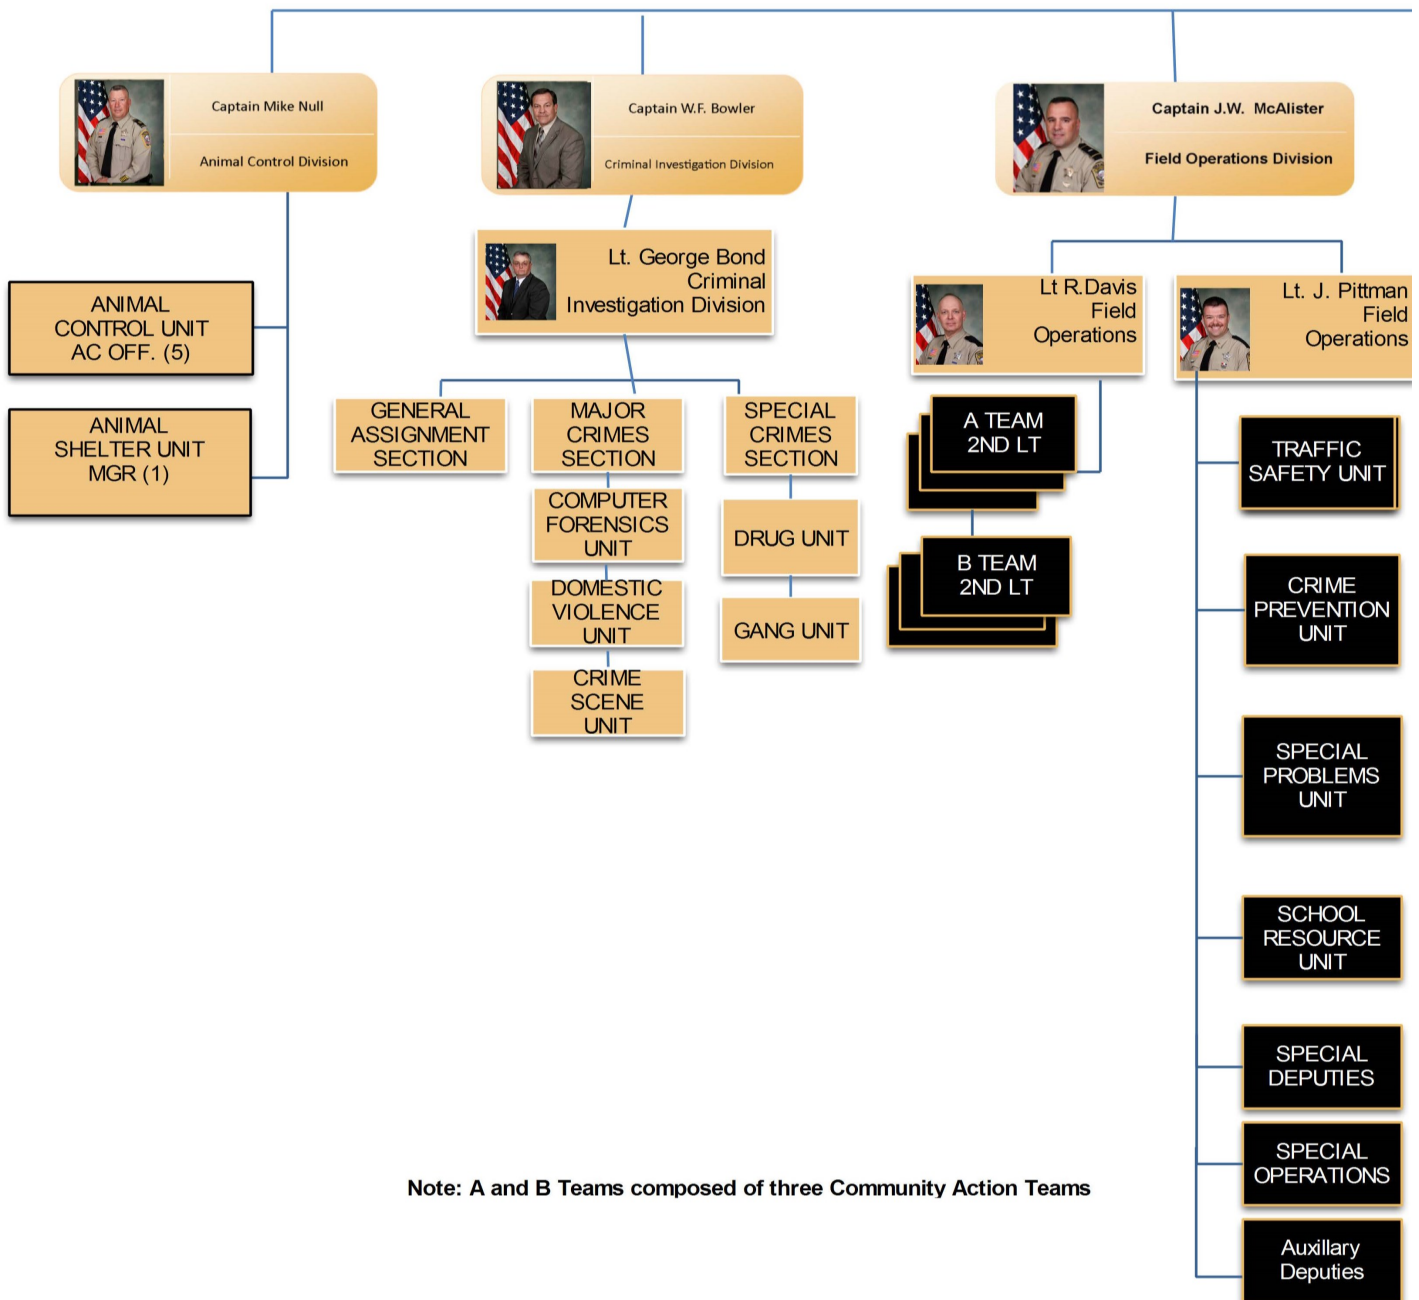 Captain Mike Null
Animal Control Division
Captain W.F. Bowler
Criminal Investigation Division
Captain J.W. McAlister
Field Operations Division
Lt. George Bond
Criminal
Investigation Division
Lt R.Davis
Field
Operations
Lt. J. Pittman
Field
Operations
ANIMAL
CONTROL UNIT
AC OFF. (5)
ANIMAL
SHELTER UNIT
MGR (1)
GENERAL
ASSIGNMENT
SECTION
MAJOR
CRIMES
SECTION
SPECIAL
CRIMES
SECTION
COMPUTER
FORENSICS
UNIT
DOMESTIC
VIOLENCE
UNIT
CRIME
SCENE
UNIT
DRUG UNIT
GANG UNIT
A TEAM
2ND LT
B TEAM
2ND LT
TRAFFIC
SAFETY UNIT
CRIME
PREVENTION
UNIT
SPECIAL
PROBLEMS
UNIT
SCHOOL
RESOURCE
UNIT
SPECIAL
DEPUTIES
SPECIAL
OPERATIONS
Auxillary
Deputies
Note: A and B Teams composed of three Community Action Teams